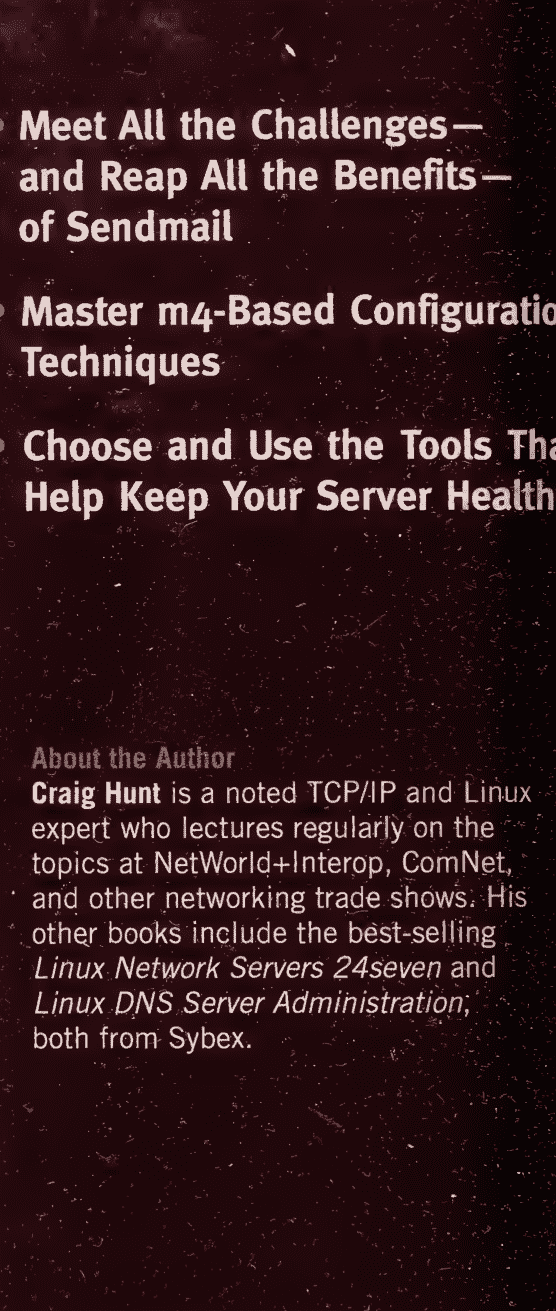 • Meet All the Challenges—
and Reap All the Benefits—
of Sendmail
• Master m4-Based Configuratio
Techniques
• Choose and Use the Tools Tha
Help Keep Your Server Health
About the Author
Craig Hunt is a noted TCP/IP and Linux
expert who lectures regularly on the
topics at NetWorld+Interop, ComNet,
and other networking trade shows. His
other books include the best-selling
Linux Network Servers 24seven and
Linux DNS Server Administration,
both from Sybex.